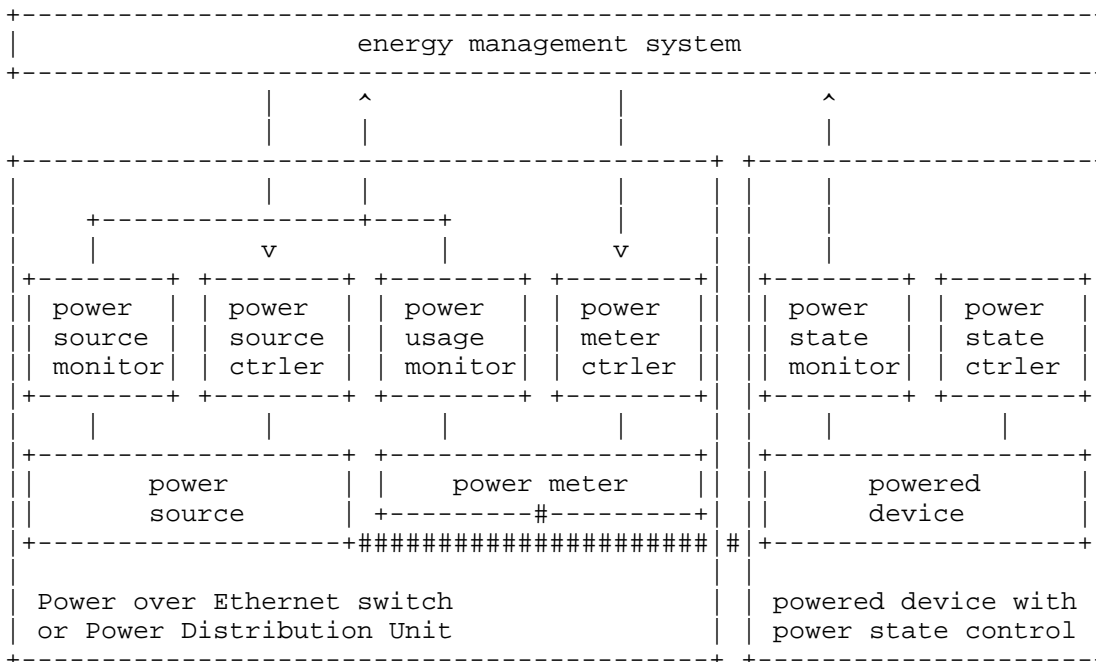 energy management system
power power power power power power
source source usage meter state state
monitor ctrler monitor ctrler monitor ctrler
power power meter powered
source device
Power over Ethernet switch powered device with
or Power Distribution Unit power state control